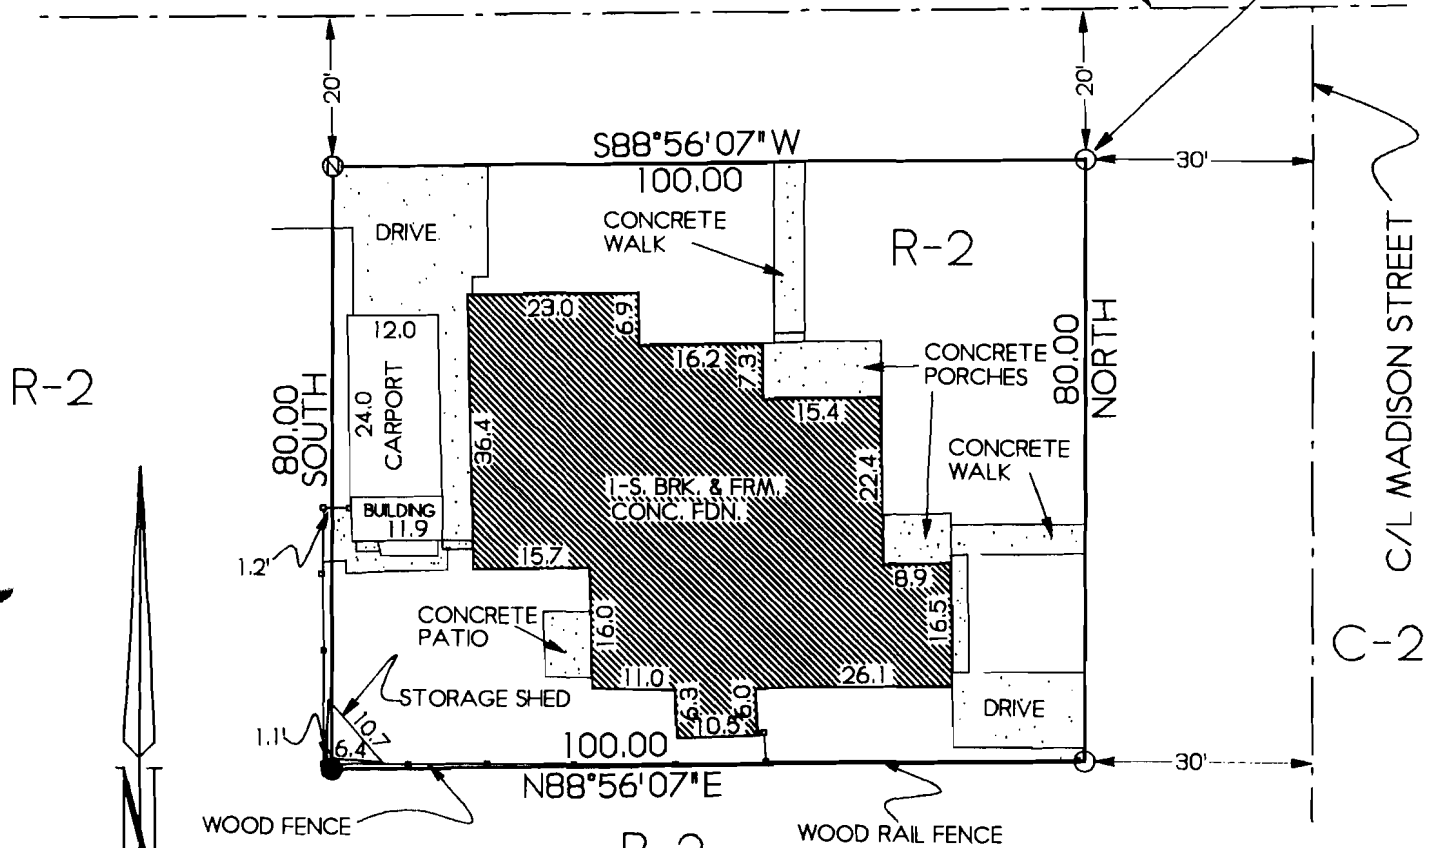 20'
20'
S88°56'07"W
30'
100.00
DRIVE
CONCRETE
WALK
R-2
C/L MADISON STREET
23.0
6.9
12.0
16.2
7.3
CONCRETE
PORCHES
80.00
NORTH
R-2
15.4
80.00
SOUTH
24.0
CARPORT
36.4
CONCRETE
WALK
1-S. BRK. & FRM.
CONC. FDN.
22.4
BUILDING
11.9
1.2'
15.7
8.9
CONCRETE
PATIO
16.0
16.5
C-2
11.0
26.1
STORAGE SHED
6.3
6.0
10.5
DRIVE
10.7
6.4
1.1'
100.00
N88°56'07"E
30'
N
WOOD FENCE
WOOD RAIL FENCE
R-2